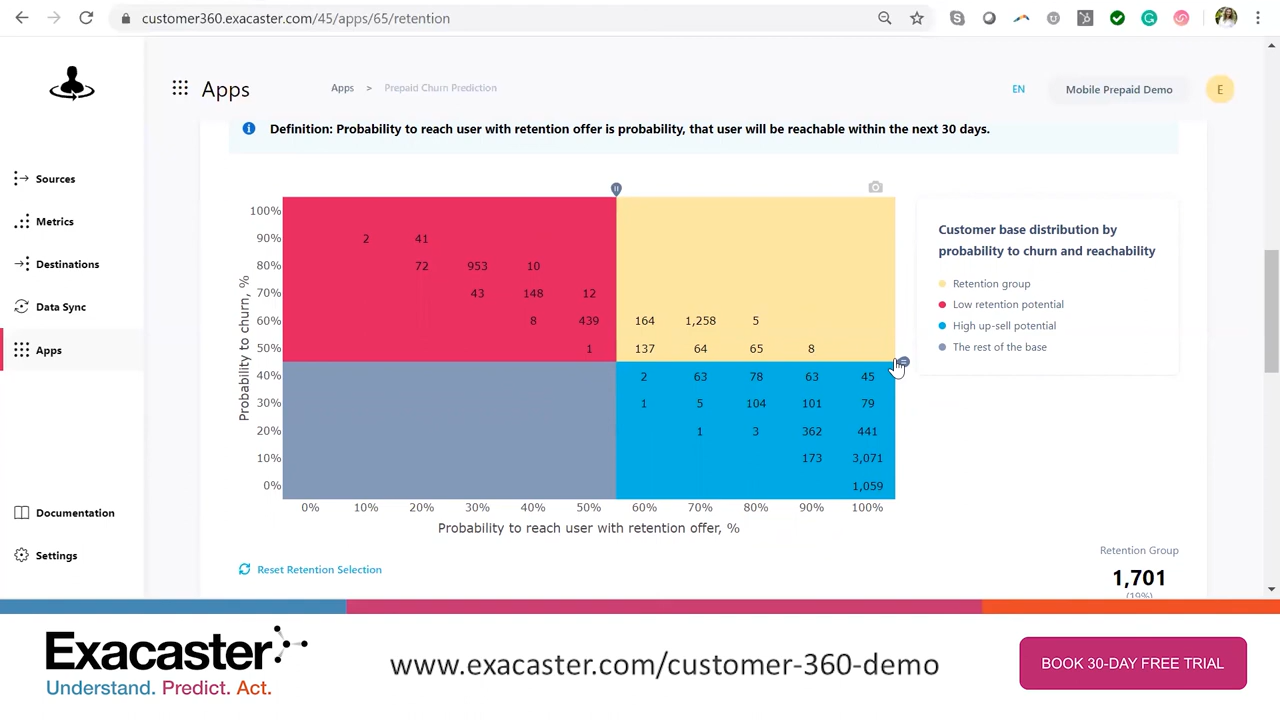 customer360.exacaster.com/45/apps/65/retention
Apps
Apps > Prepaid Churn Prediction
EN
Mobile Prepaid Demo
E
Sources
Metrics
Destinations
Data Sync
Apps
Documentation
Settings
Definition: Probability to reach user with retention offer is probability, that user will be reachable within the next 30 days.
Probability to churn, %
100%
90% 2 41
80% 72 953 10
70% 43 148 12
60% 8 439 164 1,258 5
50% 1 137 64 65 8
40% 2 63 78 63 45
30% 1 5 104 101 79
20% 1 3 362 441
10% 173 3,071
0% 1,059
0% 10% 20% 30% 40% 50% 60% 70% 80% 90% 100%
Probability to reach user with retention offer, %
Customer base distribution by
probability to churn and reachability
Retention group
Low retention potential
High up-sell potential
The rest of the base
Reset Retention Selection
Retention Group
1,701
(19%)
Exacaster
Understand. Predict. Act.
www.exacaster.com/customer-360-demo
BOOK 30-DAY FREE TRIAL